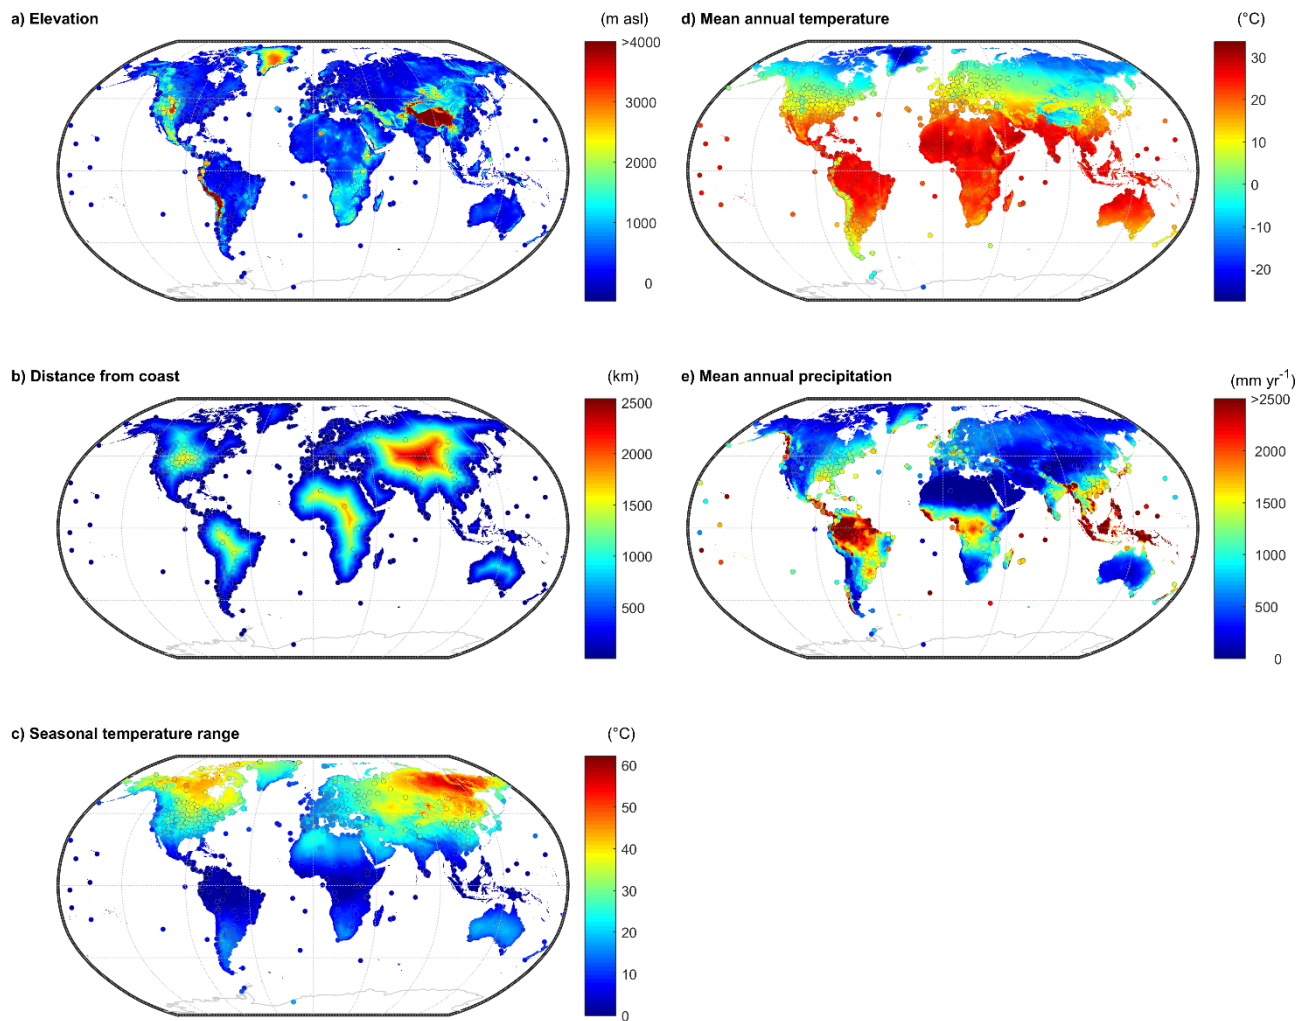 a) Elevation
(m asl)
>4000
3000
2000
1000
0
d) Mean annual temperature
(°C)
30
20
10
0
-10
-20
b) Distance from coast
(km)
2500
2000
1500
1000
500
e) Mean annual precipitation
(mm yr⁻¹)
>2500
2000
1500
1000
500
0
c) Seasonal temperature range
(°C)
60
50
40
30
20
10
0